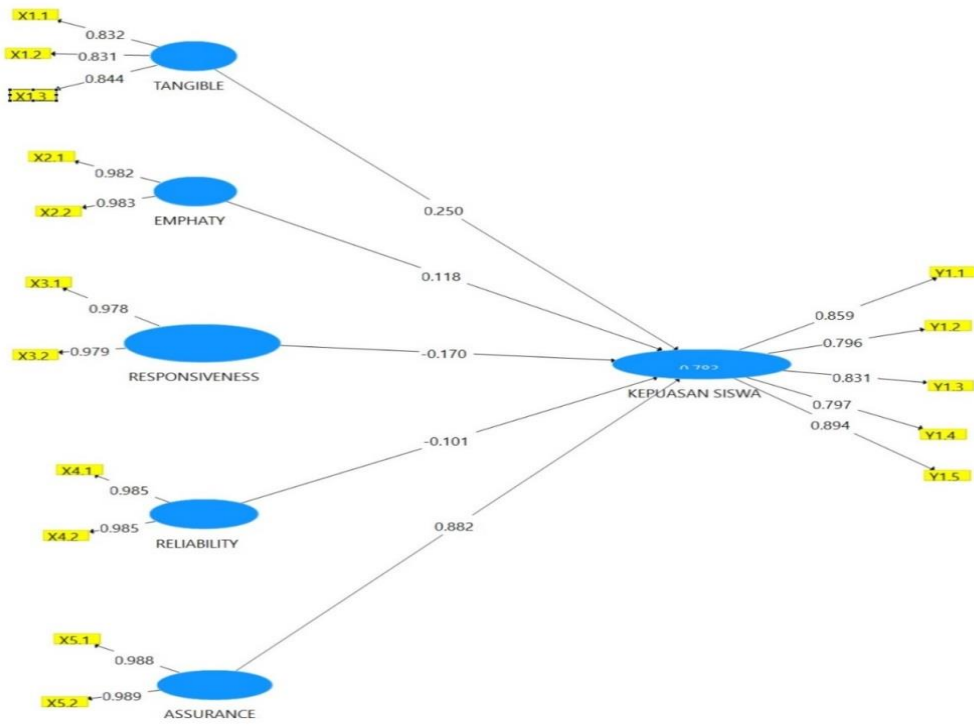 X1.1
0.832
X1.2
0.831
0.844
X1.3
TANGIBLE
X2.1
0.982
X2.2
0.983
EMPHATY
X3.1
0.978
X3.2
0.979
RESPONSIVENESS
X4.1
0.985
X4.2
0.985
RELIABILITY
X5.1
0.988
X5.2
0.989
ASSURANCE
0.250
0.118
-0.170
-0.101
0.882
KEPUASAN SISWA
Y1.1
0.859
Y1.2
0.796
0.831
Y1.3
0.797
Y1.4
0.894
Y1.5